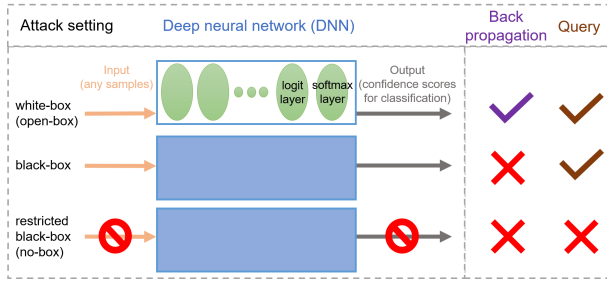 Attack setting
Deep neural network (DNN)
Back
propagation
Query
Input
(any samples)
logit
layer
softmax
layer
Output
(confidence scores
for classification)
white-box
(open-box)
black-box
restricted
black-box
(no-box)